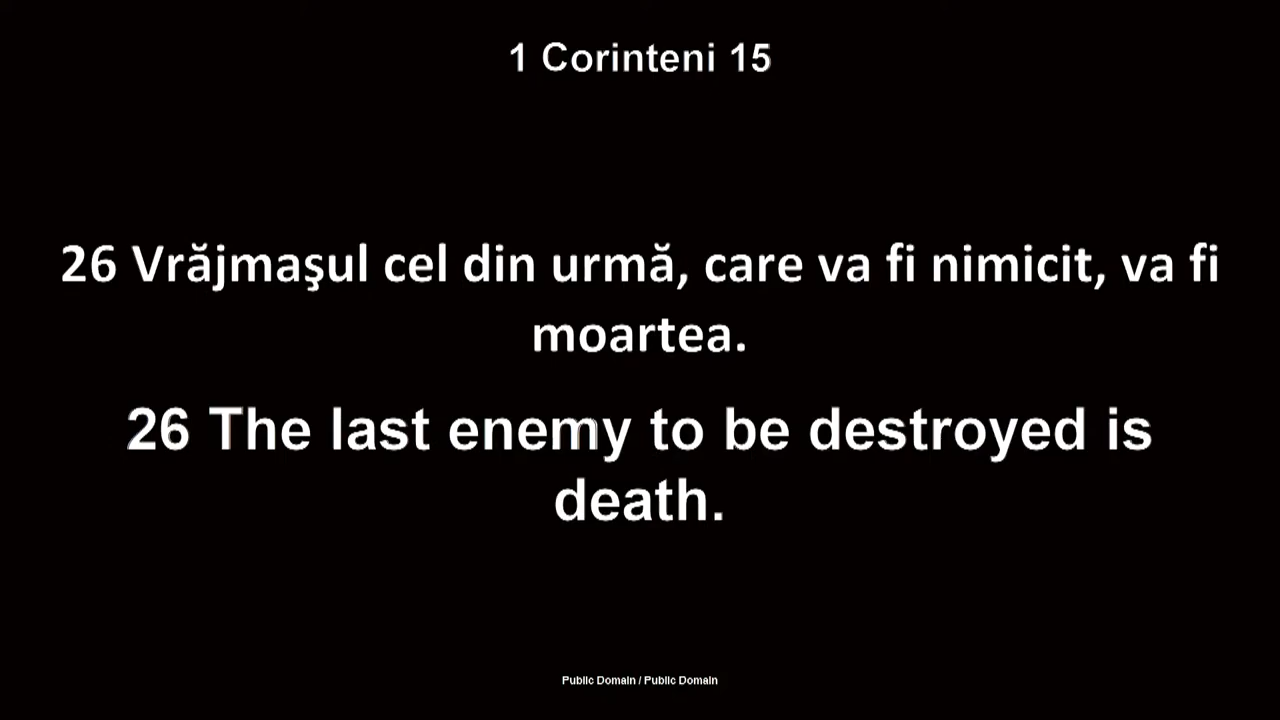 1 Corinteni 15
26 Vrăjmaşul cel din urmă, care va fi nimicit, va fi
moartea.
26 The last enemy to be destroyed is
death.
Public Domain / Public Domain